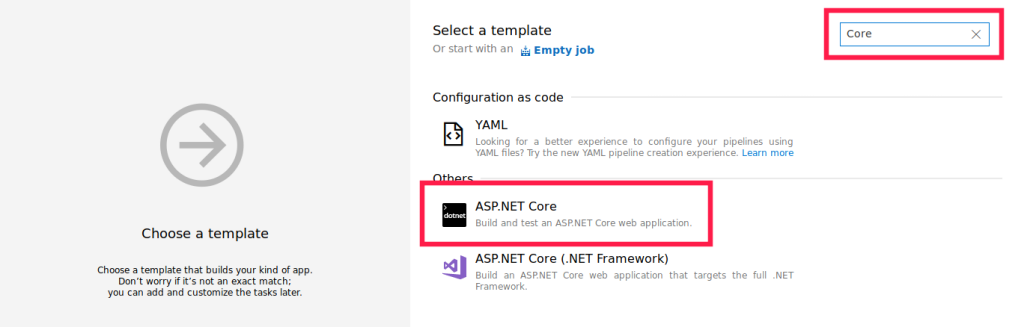 Select a template
Core
Or start with an Empty job
Configuration as code
YAML
Looking for a better experience to configure your pipelines using
YAML files? Try the new YAML pipeline creation experience. Learn more
Others
dotnet
ASP.NET Core
Build and test an ASP.NET Core web application.
ASP.NET Core (.NET Framework)
Build an ASP.NET Core web application that targets the full .NET
Framework.
Choose a template
Choose a template that builds your kind of app.
Don't worry if it's not an exact match;
you can add and customize the tasks later.